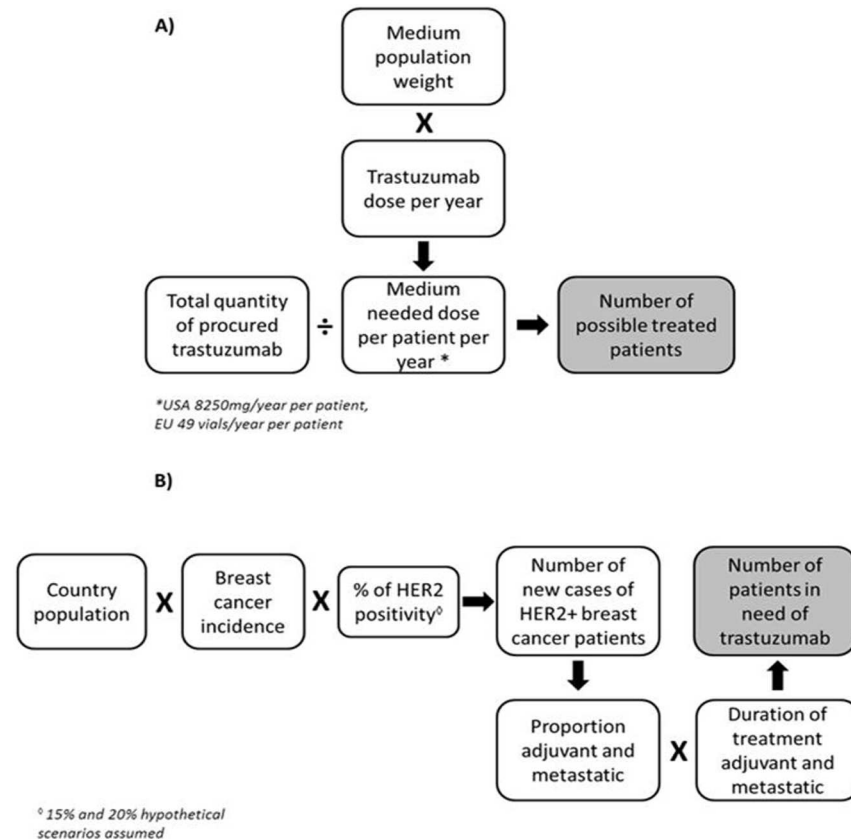 A)
Medium
population
weight
X
Trastuzumab
dose per year
Total quantity
of procured
trastuzumab
÷
Medium
needed dose
per patient per
year *
Number of
possible treated
patients
*USA 8250mg/year per patient,
EU 49 vials/year per patient
B)
Country
population
X
Breast
cancer
incidence
X
% of HER2
positivity◊
Number of
new cases of
HER2+ breast
cancer patients
Number of
patients in
need of
trastuzumab
Proportion
adjuvant and
metastatic
X
Duration of
treatment
adjuvant and
metastatic
◊ 15% and 20% hypothetical
scenarios assumed